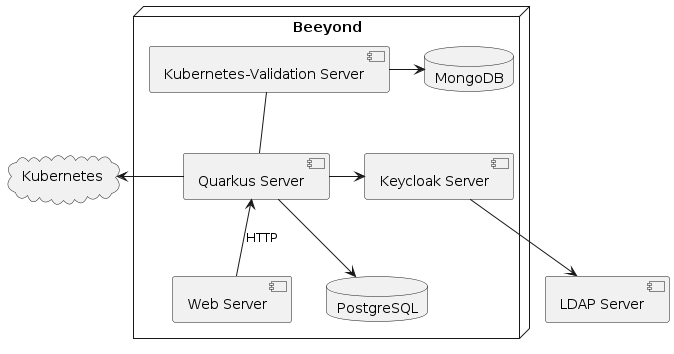 Beeyond
Kubernetes-Validation Server
MongoDB
Kubernetes
Quarkus Server
Keycloak Server
HTTP
Web Server
PostgreSQL
LDAP Server